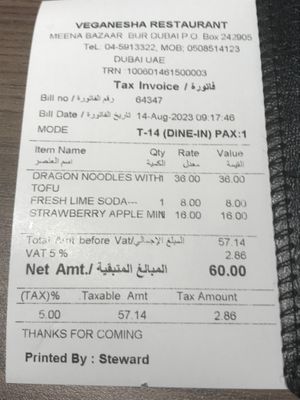 VEGANESHA RESTAURANT
MEENA BAZAAR BUR DUBAI P.O. Box 242905
TeL: 04-5913322, MOB: 0508514123
DUBAI UAE
TRN :100601461500003
Tax Invoice / فاتورة
Bill no / رقم الفاتورة 64347
Bill Date / تاريخ الفاتورة 14-Aug-2023 09:17:46
MODE T-14 (DINE-IN) PAX:1
Item Name Qty Rate Value
اسم العنصر الكمية معدل القيمة
DRAGON NOODLES WITH 1 36.00 36.00
TOFU
FRESH LIME SODA--- 1 8.00 8.00
STRAWBERRY APPLE MIN 16.00 16.00
Total Amt before Vat/المبلغ الإجمالي 57.14
VAT 5% 2.86
Net Amt./ المبالغ المتبقية 60.00
(TAX)% Taxable Amt Tax Amount
5.00 57.14 2.86
THANKS FOR COMING
Printed By : Steward